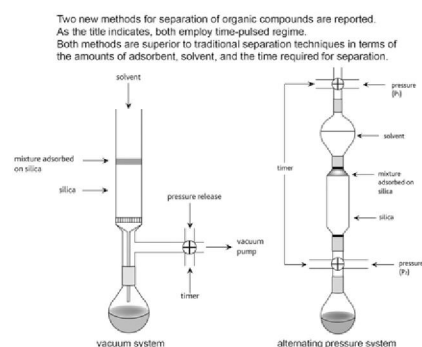 Two new methods for separation of organic compounds are reported.
As the title indicates, both employ time-pulsed regime.
Both methods are superior to traditional separation techniques in terms of
the amounts of adsorbent, solvent, and the time required for separation.
solvent
mixture adsorbed
on silica
silica
pressure release
vacuum
pump
timer
vacuum system
pressure
(P₁)
solvent
timer
mixture
adsorbed on
silica
silica
pressure
(P₂)
alternating pressure system